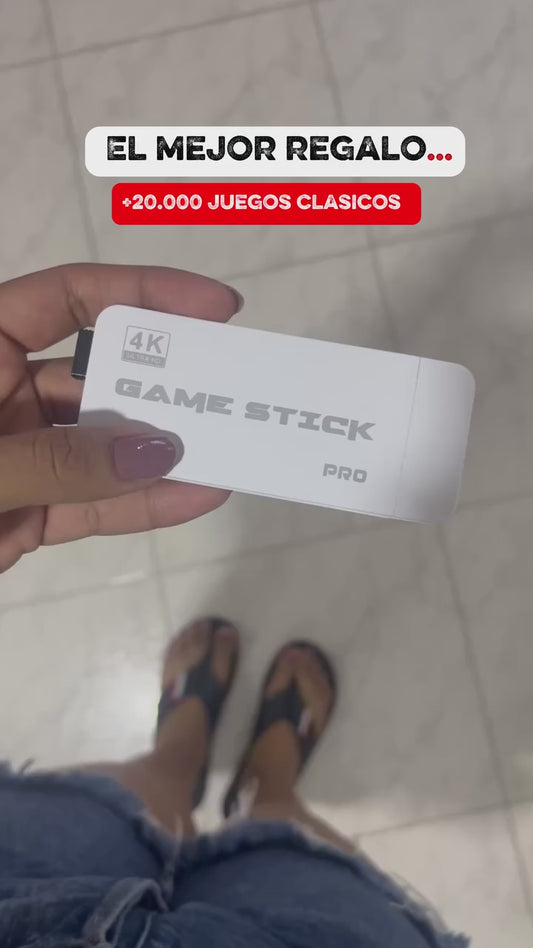 EL MEJOR REGALO...
+20.000 JUEGOS CLASICOS
4K
ULTRA HD
GAME STICK
PRO